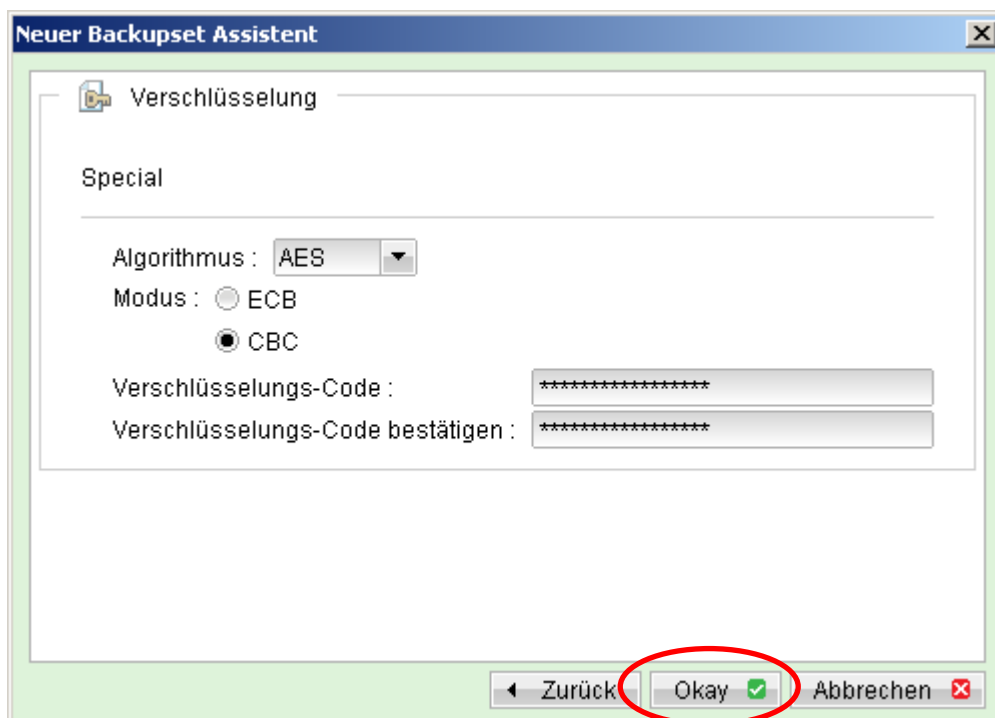 Neuer Backupset Assistent
Verschlüsselung
Special
Algorithmus : AES
Modus : ECB
CBC
Verschlüsselungs-Code : *****************
Verschlüsselungs-Code bestätigen : *****************
Zurück Okay Abbrechen